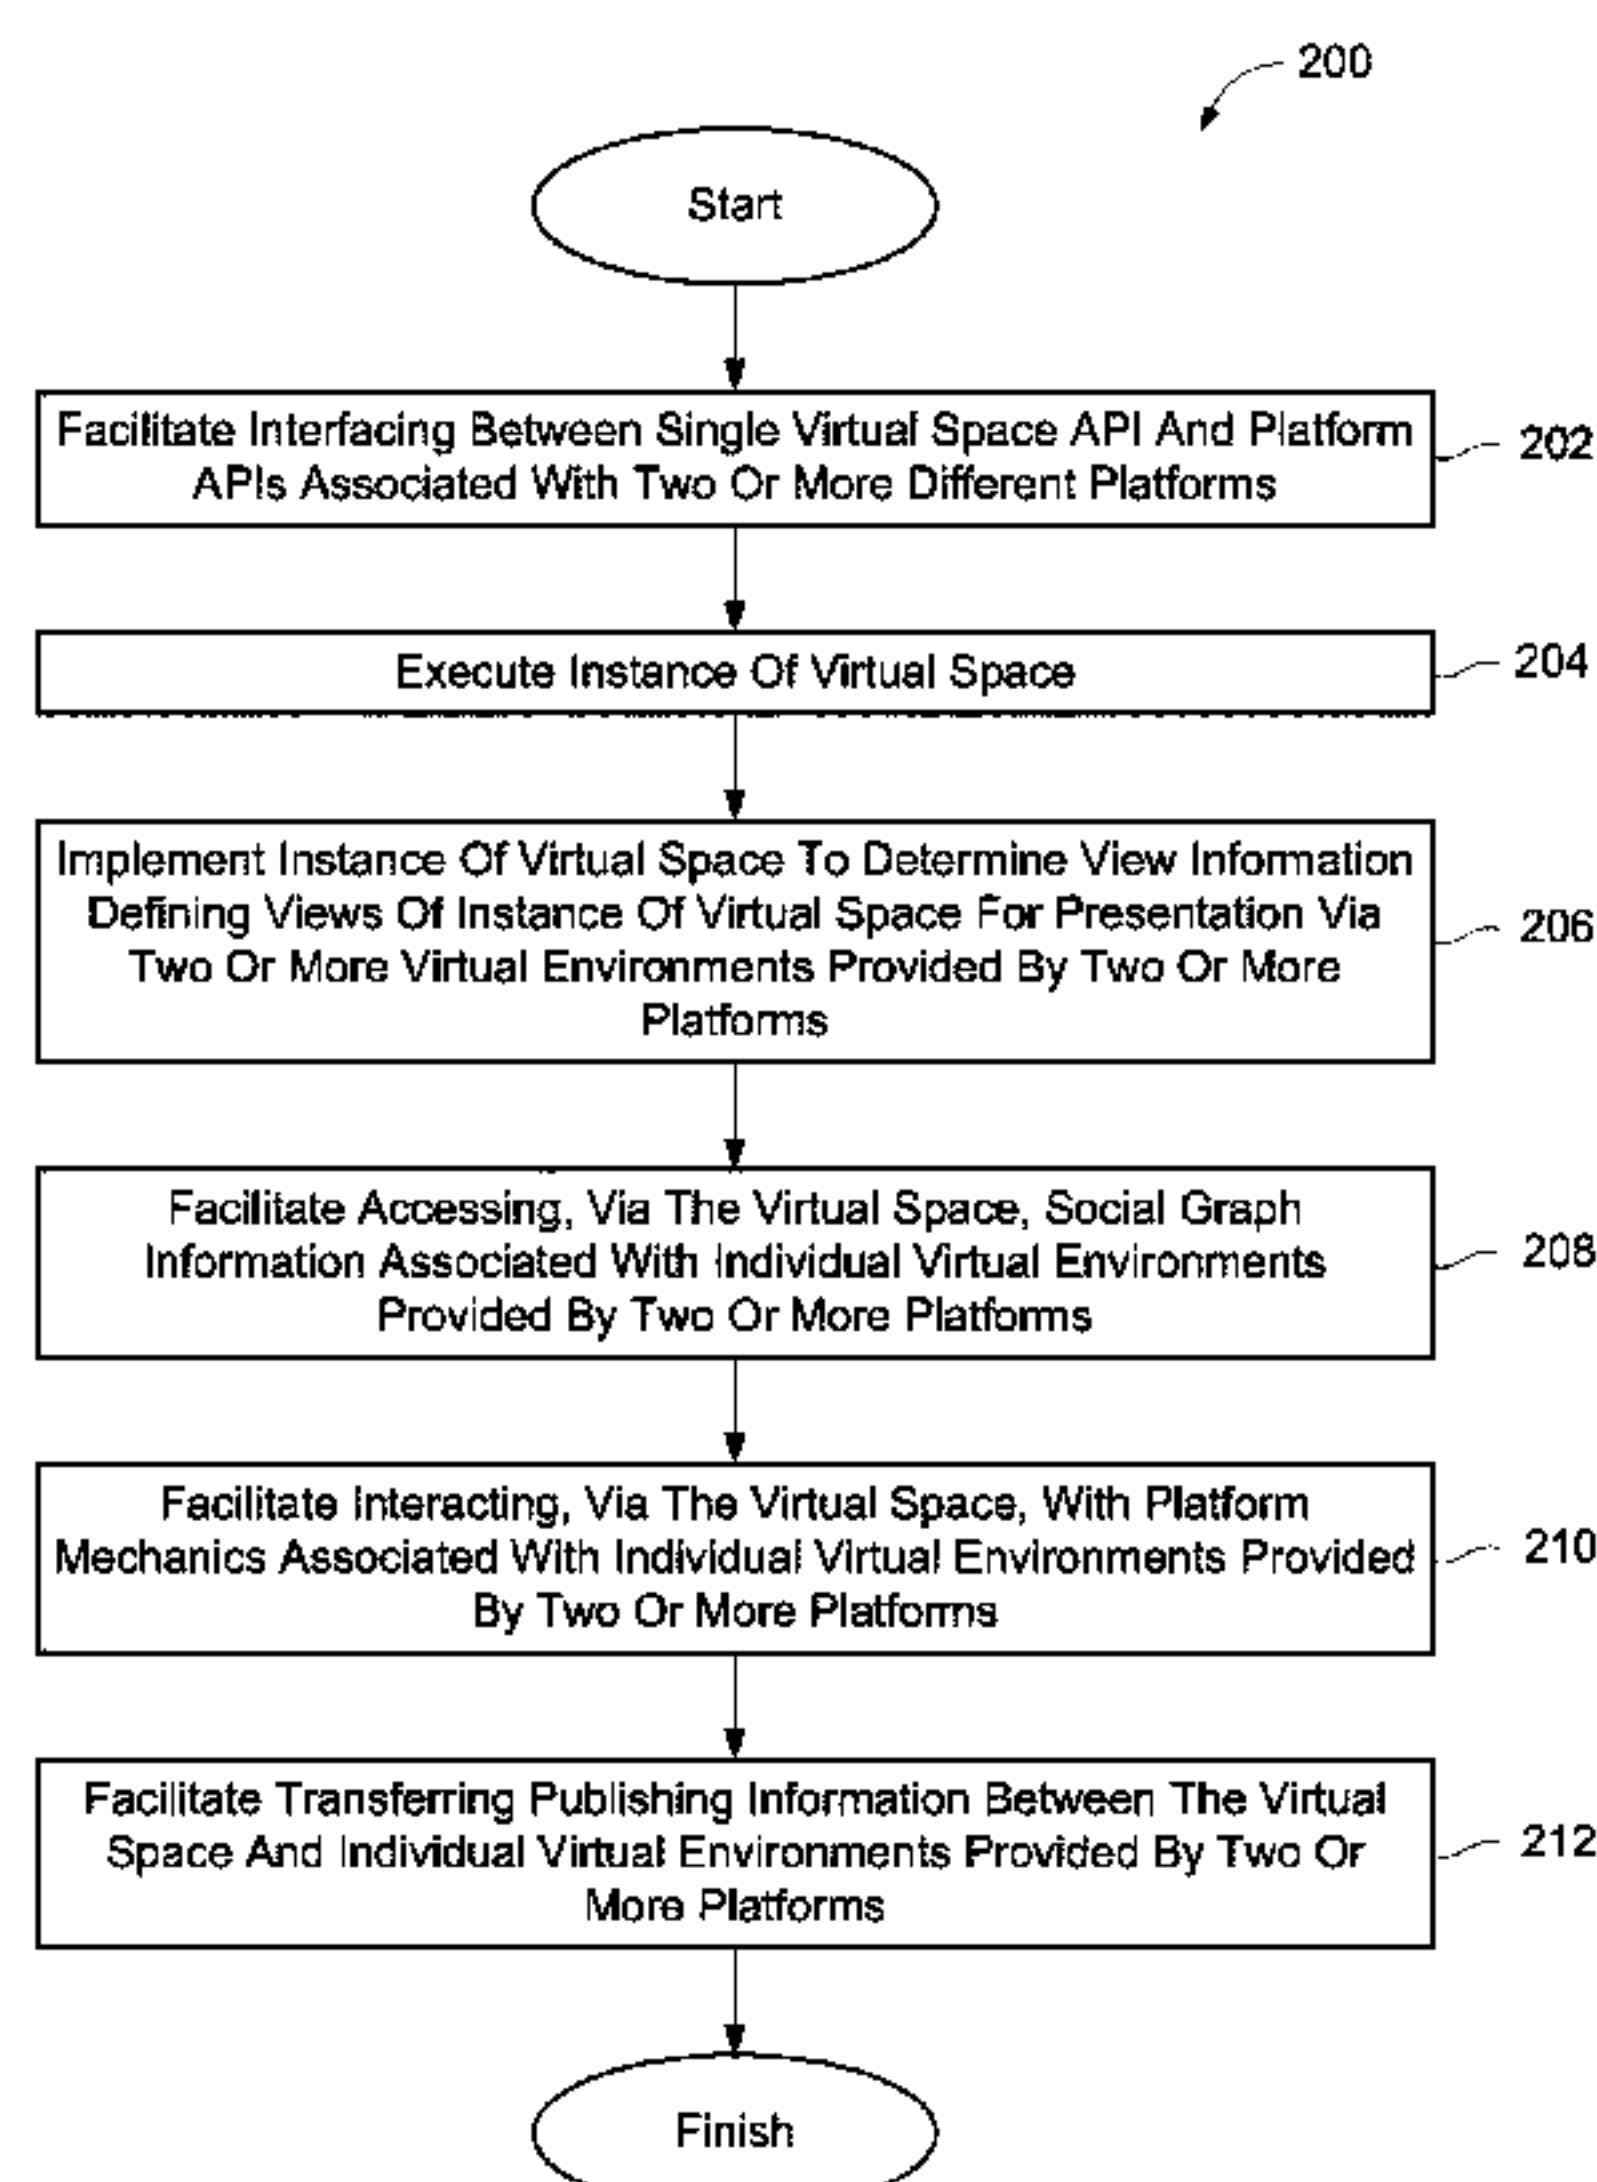 200
Start
Facilitate Interfacing Between Single Virtual Space API And Platform
APIs Associated With Two Or More Different Platforms
202
Execute Instance Of Virtual Space
204
Implement Instance Of Virtual Space To Determine View Information
Defining Views Of Instance Of Virtual Space For Presentation Via
Two Or More Virtual Environments Provided By Two Or More
Platforms
206
Facilitate Accessing, Via The Virtual Space, Social Graph
Information Associated With Individual Virtual Environments
Provided By Two Or More Platforms
208
Facilitate Interacting, Via The Virtual Space, With Platform
Mechanics Associated With Individual Virtual Environments Provided
By Two Or More Platforms
210
Facilitate Transferring Publishing Information Between The Virtual
Space And Individual Virtual Environments Provided By Two Or
More Platforms
212
Finish